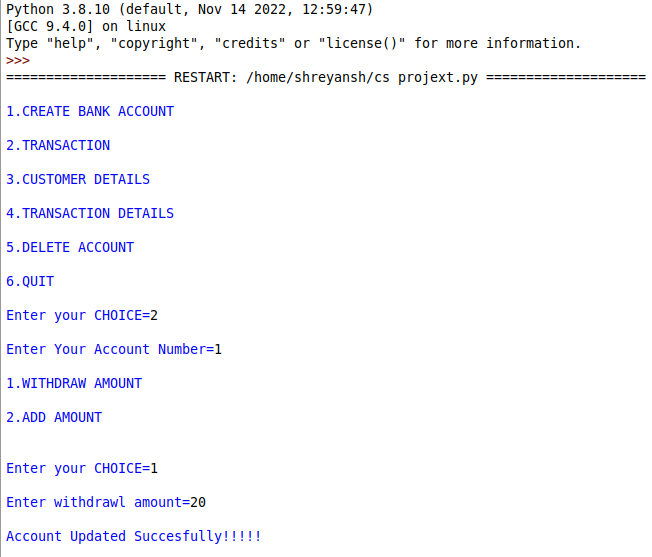 Python 3.8.10 (default, Nov 14 2022, 12:59:47)
[GCC 9.4.0] on linux
Type "help", "copyright", "credits" or "license()" for more information.
>>>
==================== RESTART: /home/shreyansh/cs projext.py ====================
1.CREATE BANK ACCOUNT
2.TRANSACTION
3.CUSTOMER DETAILS
4.TRANSACTION DETAILS
5.DELETE ACCOUNT
6.QUIT
Enter your CHOICE=2
Enter Your Account Number=1
1.WITHDRAW AMOUNT
2.ADD AMOUNT
Enter your CHOICE=1
Enter withdrawl amount=20
Account Updated Succesfully!!!!!